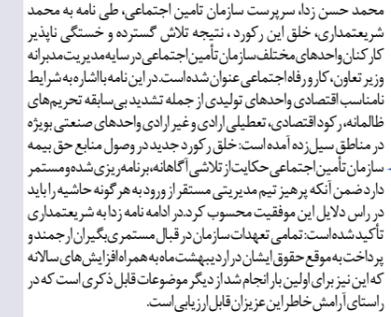 محمد حسن زدا، سرپرست سازمان تامین اجتماعی، طی نامه به محمد
شریعتمداری، خلق این رکورد ، نتیجه تلاش گسترده و خستگی ناپذیر
کارکنان واحدهای مختلف سازمان تأمین اجتماعی در سایه مدیریت مدبرانه
وزیر تعاون، کار و رفاه اجتماعی عنوان شده است. در این نامه با اشاره به شرایط
نامناسب اقتصادی واحدهای تولیدی از جمله تشدید بی سابقه تحریم‌های
ظالمانه، رکود اقتصادی، تعطیلی ارادی و غیر ارادی واحدهای صنعتی بویژه
در مناطق سیل‌زده آمده است: خلق رکورد جدید در وصول منابع حق بیمه
سازمان تأمین اجتماعی حکایت از تلاشی آگاهانه، برنامه‌ریزی شده و مستمر
دارد ضمن آنکه پرهیز تیم مدیریتی مستقر از ورود به هر گونه حاشیه را باید
در راس دلایل این موفقیت محسوب کرد.در ادامه نامه زدا به شریعتمداری
تأکید شده است: تمامی تعهدات سازمان در قبال مستمری بگیران ارجمند و
پرداخت به موقع حقوق ایشان در اردیبهشت ماه به همراه افزایش‌های سالانه
که این نیز برای اولین بار انجام شد از دیگر موضوعات قابل ذکری است که در
راستای آرامش خاطر این عزیزان قابل ارزیابی است.